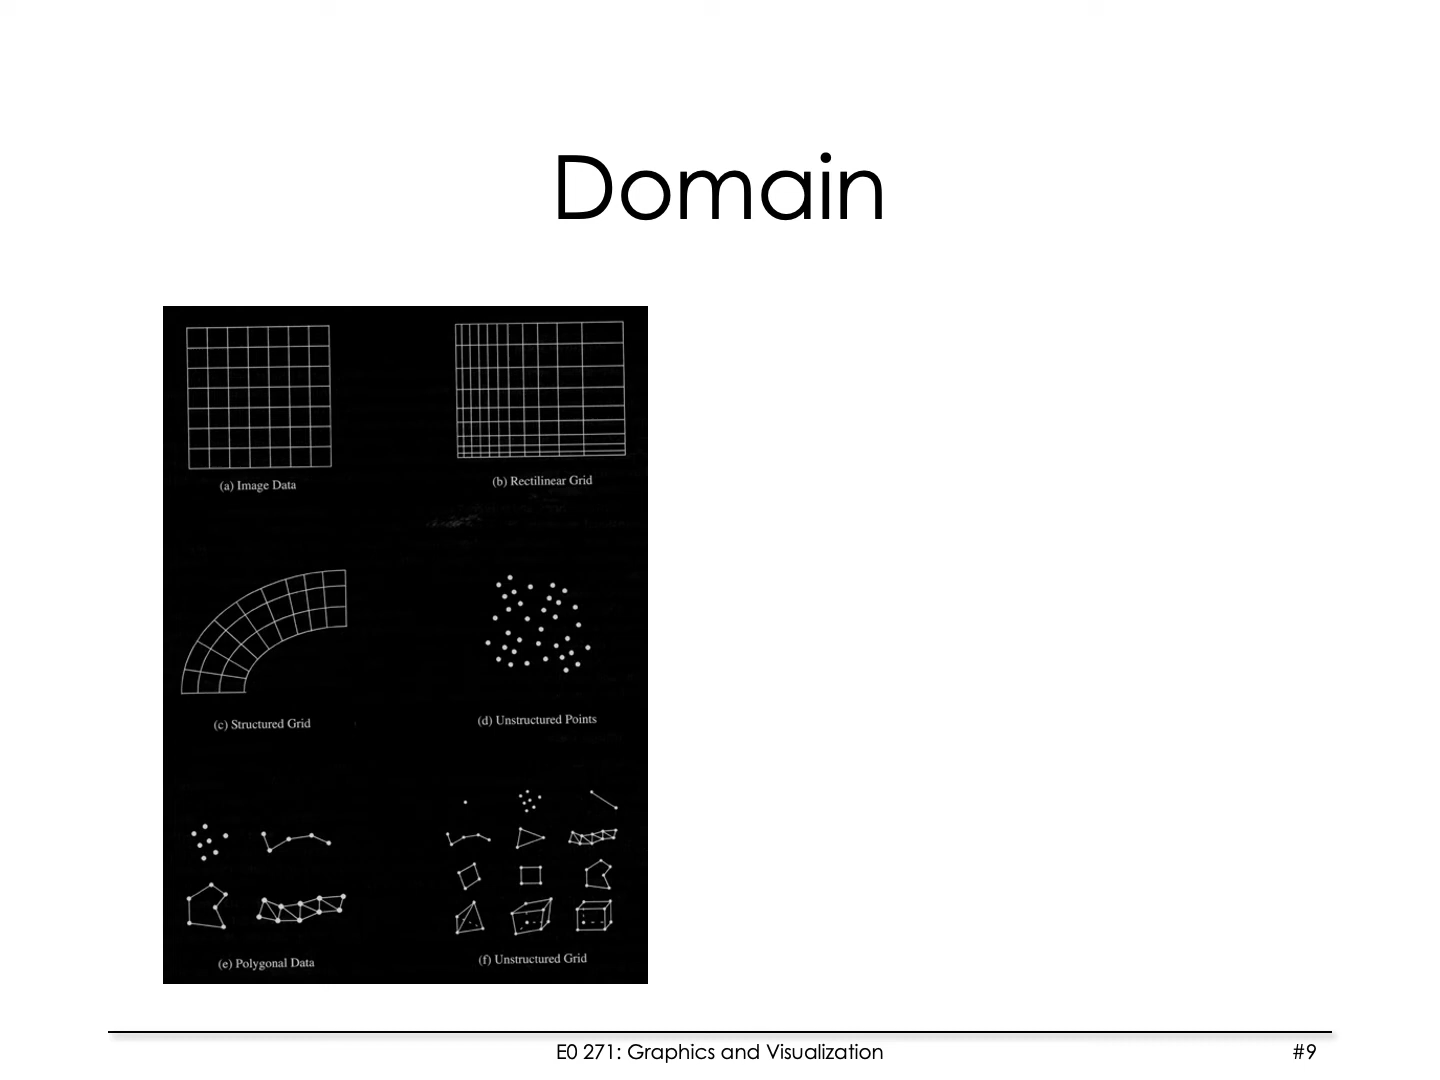 Domain
(a) Image Data
(b) Rectilinear Grid
(c) Structured Grid
(d) Unstructured Points
(e) Polygonal Data
(f) Unstructured Grid
E0 271: Graphics and Visualization
#9